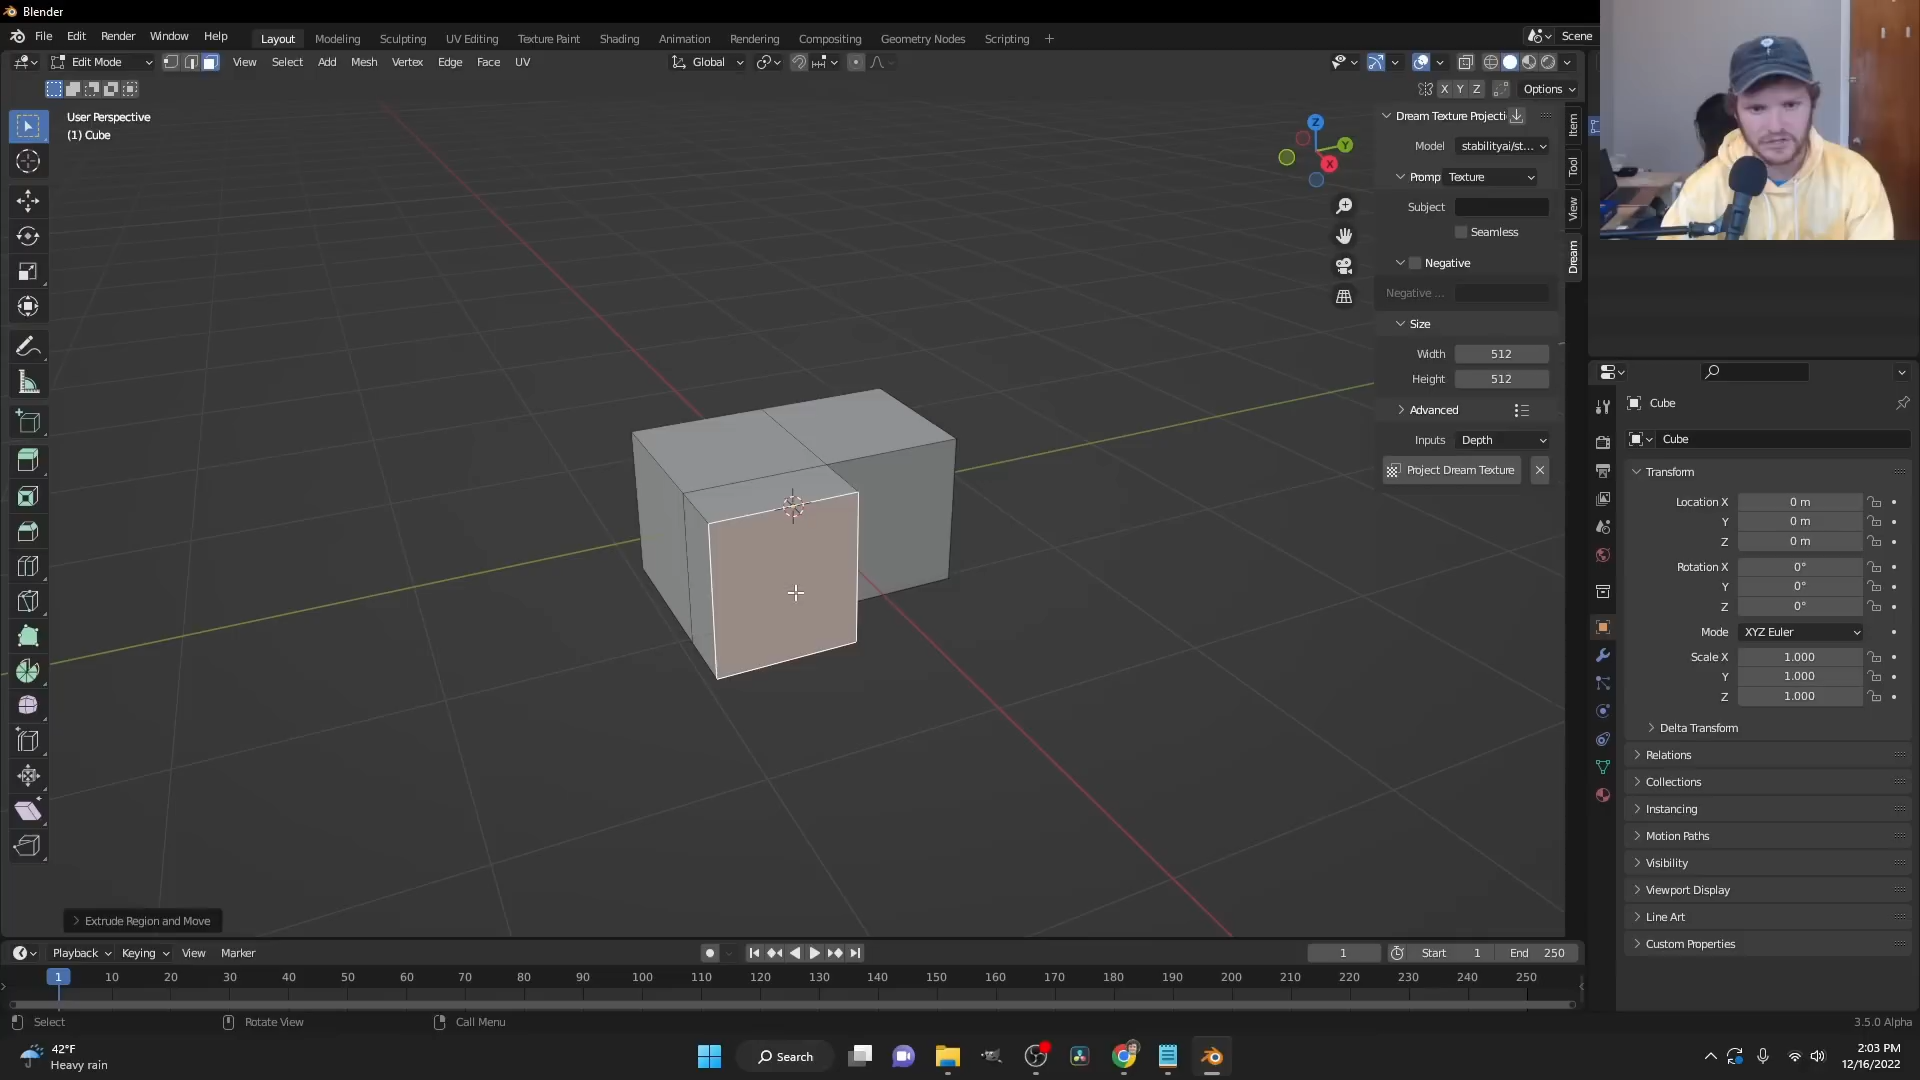 Blender
File Edit Render Window Help
Layout Modeling Sculpting UV Editing Texture Paint Shading Animation Rendering Compositing Geometry Nodes Scripting +
Scene
Edit Mode View Select Add Mesh Vertex Edge Face UV
Global
X Y Z Options
User Perspective
(1) Cube
Z
Y
X
Dream Texture Projecti
Model stabilityai/st...
Promp Texture
Subject
Seamless
Negative
Negative ...
Size
Width 512
Height 512
Advanced
Inputs Depth
Project Dream Texture
Item
Tool
View
Dream
Cube
Cube
Transform
Location X 0 m
Y 0 m
Z 0 m
Rotation X 0°
Y 0°
Z 0°
Mode XYZ Euler
Scale X 1.000
Y 1.000
Z 1.000
Delta Transform
Relations
Collections
Instancing
Motion Paths
Visibility
Viewport Display
Line Art
Custom Properties
Extrude Region and Move
Playback Keying View Marker
1 Start 1 End 250
1 10 20 30 40 50 60 70 80 90 100 110 120 130 140 150 160 170 180 190 200 210 220 230 240 250
Select Rotate View Call Menu
3.5.0 Alpha
42°F
Heavy rain
Search
2:03 PM
12/16/2022